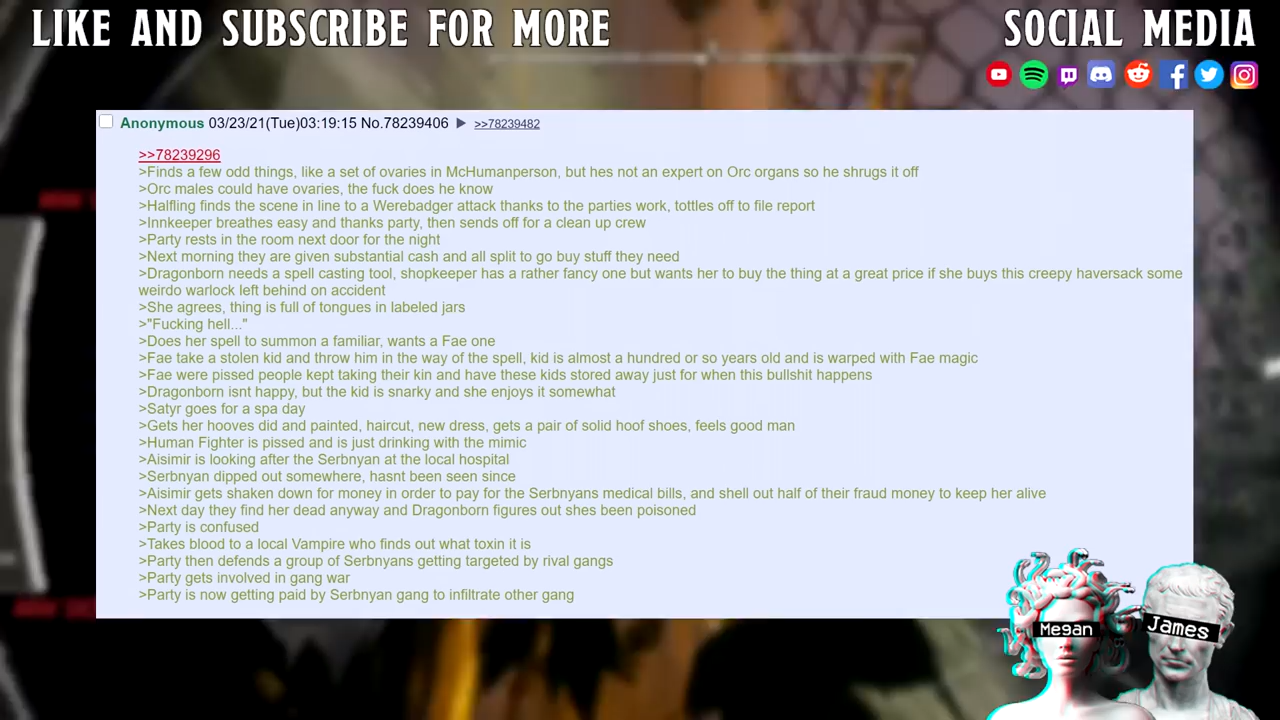 LIKE AND SUBSCRIBE FOR MORE
SOCIAL MEDIA
Anonymous 03/23/21(Tue)03:19:15 No.78239406 ▶ >>78239482
>>78239296
>Finds a few odd things, like a set of ovaries in McHumanperson, but hes not an expert on Orc organs so he shrugs it off
>Orc males could have ovaries, the fuck does he know
>Halfling finds the scene in line to a Werebadger attack thanks to the parties work, tottles off to file report
>Innkeeper breathes easy and thanks party, then sends off for a clean up crew
>Party rests in the room next door for the night
>Next morning they are given substantial cash and all split to go buy stuff they need
>Dragonborn needs a spell casting tool, shopkeeper has a rather fancy one but wants her to buy the thing at a great price if she buys this creepy haversack some
weirdo warlock left behind on accident
>She agrees, thing is full of tongues in labeled jars
>"Fucking hell..."
>Does her spell to summon a familiar, wants a Fae one
>Fae take a stolen kid and throw him in the way of the spell, kid is almost a hundred or so years old and is warped with Fae magic
>Fae were pissed people kept taking their kin and have these kids stored away just for when this bullshit happens
>Dragonborn isnt happy, but the kid is snarky and she enjoys it somewhat
>Satyr goes for a spa day
>Gets her hooves did and painted, haircut, new dress, gets a pair of solid hoof shoes, feels good man
>Human Fighter is pissed and is just drinking with the mimic
>Aisimir is looking after the Serbnyan at the local hospital
>Serbnyan dipped out somewhere, hasnt been seen since
>Aisimir gets shaken down for money in order to pay for the Serbnyans medical bills, and shell out half of their fraud money to keep her alive
>Next day they find her dead anyway and Dragonborn figures out shes been poisoned
>Party is confused
>Takes blood to a local Vampire who finds out what toxin it is
>Party then defends a group of Serbnyans getting targeted by rival gangs
>Party gets involved in gang war
>Party is now getting paid by Serbnyan gang to infiltrate other gang
Megan
James